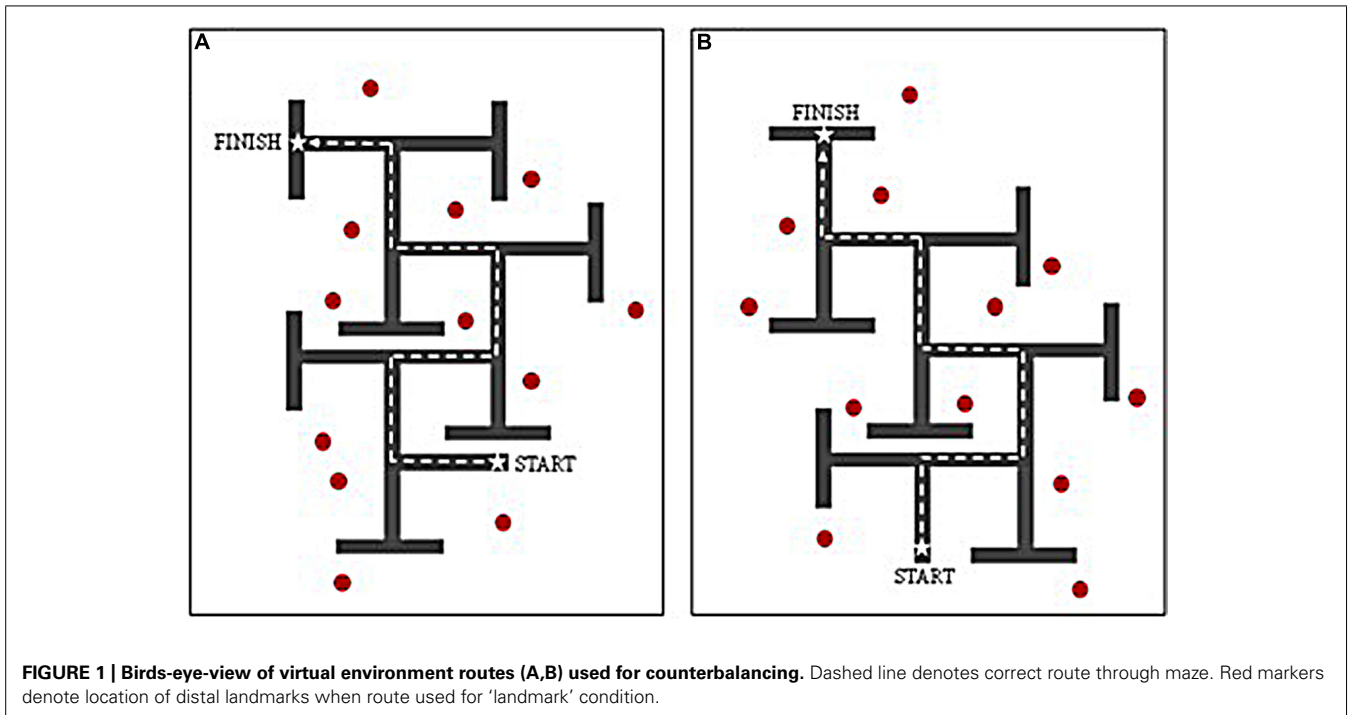 A
B
FINISH
FINISH
START
START
FIGURE 1 | Birds-eye-view of virtual environment routes (A,B) used for counterbalancing. Dashed line denotes correct route through maze. Red markers
denote location of distal landmarks when route used for ‘landmark’ condition.